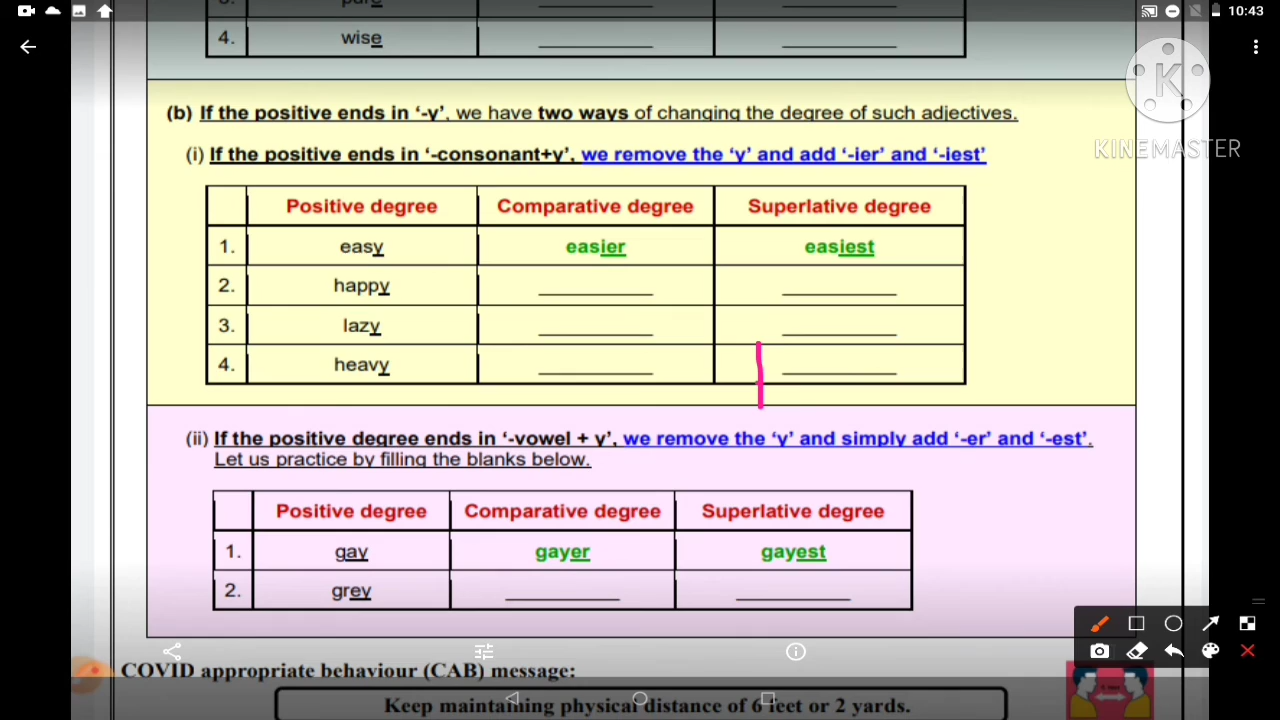 10:43
4. wise
KINEMASTER
(b) If the positive ends in ‘-y’, we have two ways of changing the degree of such adjectives.
(i) If the positive ends in ‘-consonant+y’, we remove the ‘y’ and add ‘-ier’ and ‘-iest’
Positive degree Comparative degree Superlative degree
1. easy easier easiest
2. happy
3. lazy
4. heavy
(ii) If the positive degree ends in ‘-vowel + y’, we remove the ‘y’ and simply add ‘-er’ and ‘-est’.
Let us practice by filling the blanks below.
Positive degree Comparative degree Superlative degree
1. gay gayer gayest
2. grey
COVID appropriate behaviour (CAB) message:
Keep maintaining physical distance of 6 feet or 2 yards.